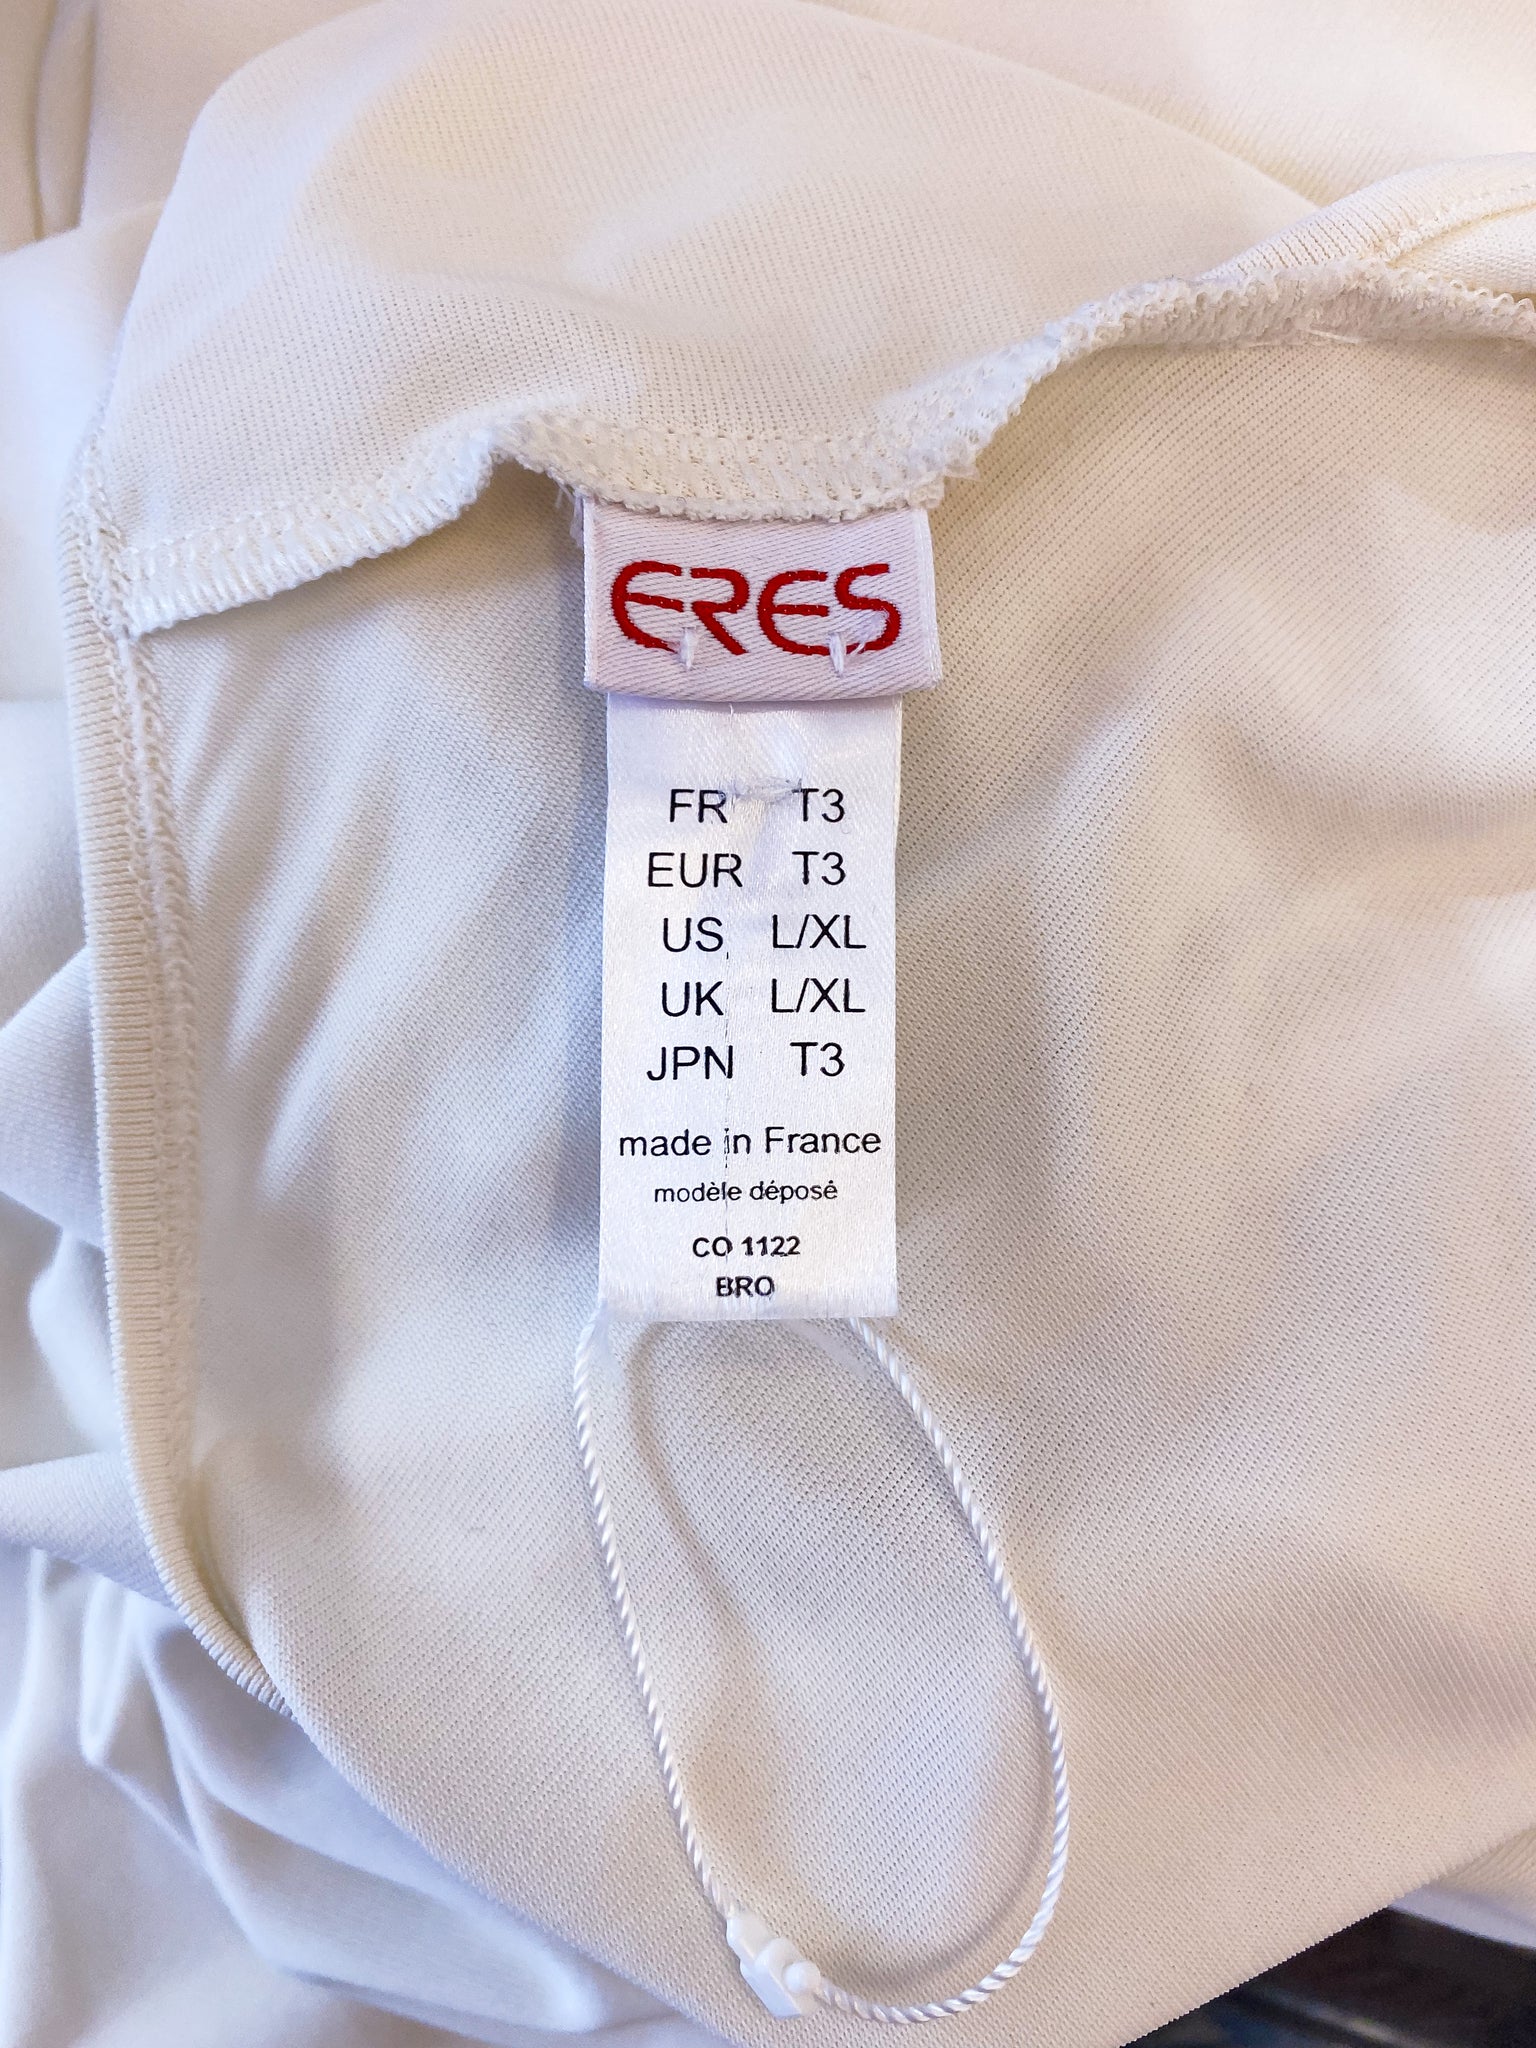 ERES
FR T3
EUR T3
US L/XL
UK L/XL
JPN T3
made in France
modèle déposé
CO 1122
BRO